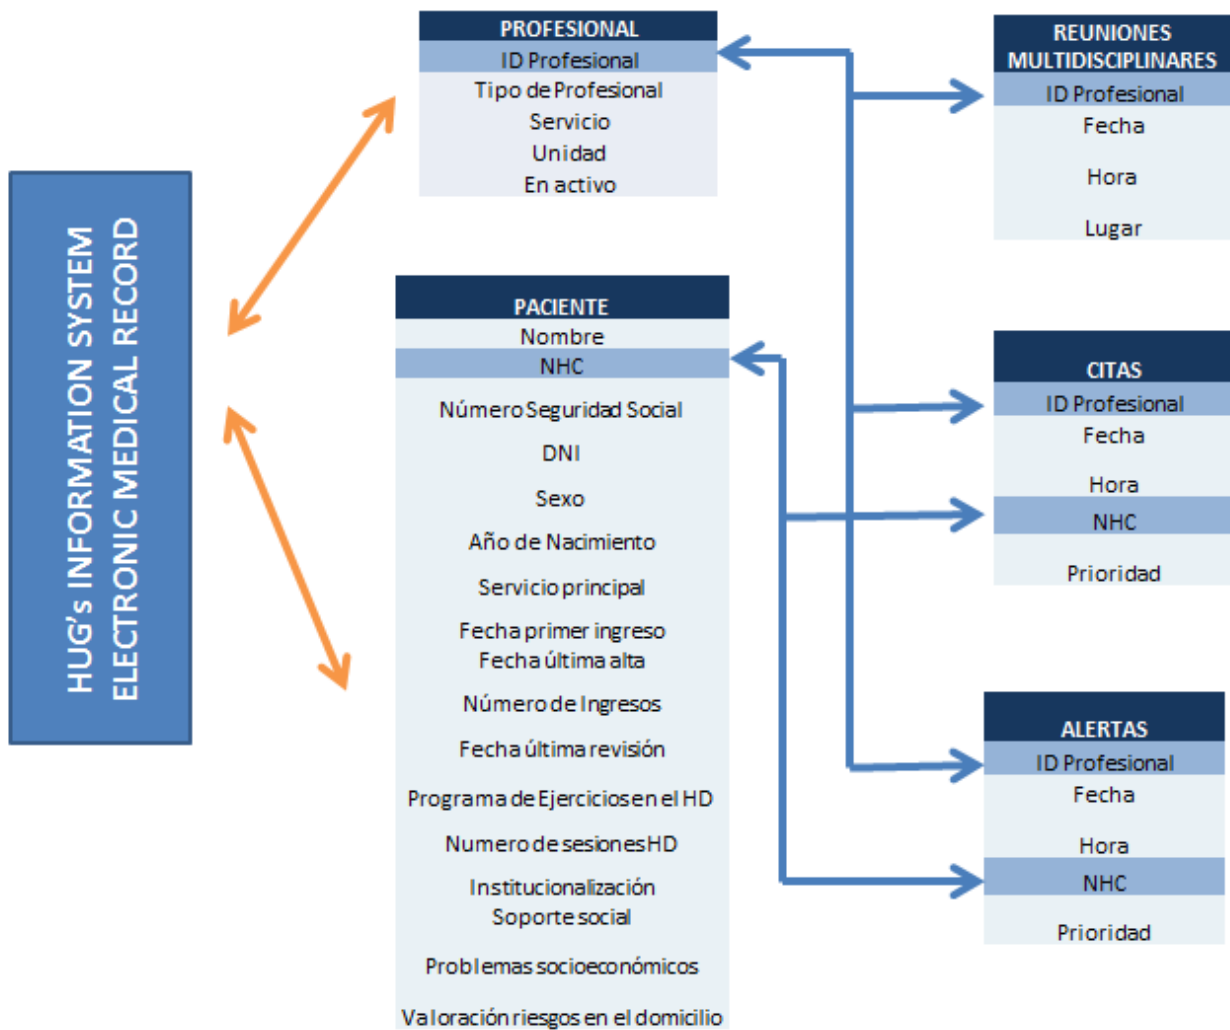 HUG's INFORMATION SYSTEM
ELECTRONIC MEDICAL RECORD
PROFESIONAL
ID Profesional
Tipo de Profesional
Servicio
Unidad
En activo
PACIENTE
Nombre
NHC
Número Seguridad Social
DNI
Sexo
Año de Nacimiento
Servicio principal
Fecha primer ingreso
Fecha última alta
Número de Ingresos
Fecha última revisión
Programa de Ejercicios en el HD
Numero de sesiones HD
Institucionalización
Soporte social
Problemas socioeconómicos
Valoración riesgos en el domicilio
REUNIONES
MULTIDISCIPLINARES
ID Profesional
Fecha
Hora
Lugar
CITAS
ID Profesional
Fecha
Hora
NHC
Prioridad
ALERTAS
ID Profesional
Fecha
Hora
NHC
Prioridad